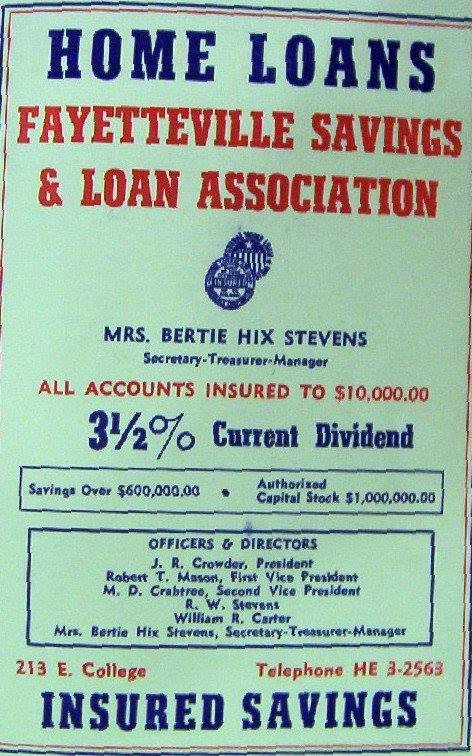 HOME LOANS
FAYETTEVILLE SAVINGS
& LOAN ASSOCIATION
INSURED
MRS. BERTIE HIX STEVENS
Secretary-Treasurer-Manager
ALL ACCOUNTS INSURED TO $10,000.00
3½% Current Dividend
Savings Over $600,000.00 • Authorized
Capital Stock $1,000,000.00
OFFICERS & DIRECTORS
J. R. Crowder, President
Robert T. Mason, First Vice President
M. D. Crabtree, Second Vice President
R. W. Stevens
William R. Carter
Mrs. Bertie Hix Stevens, Secretary-Treasurer-Manager
213 E. College Telephone HE 3-2563
INSURED SAVINGS